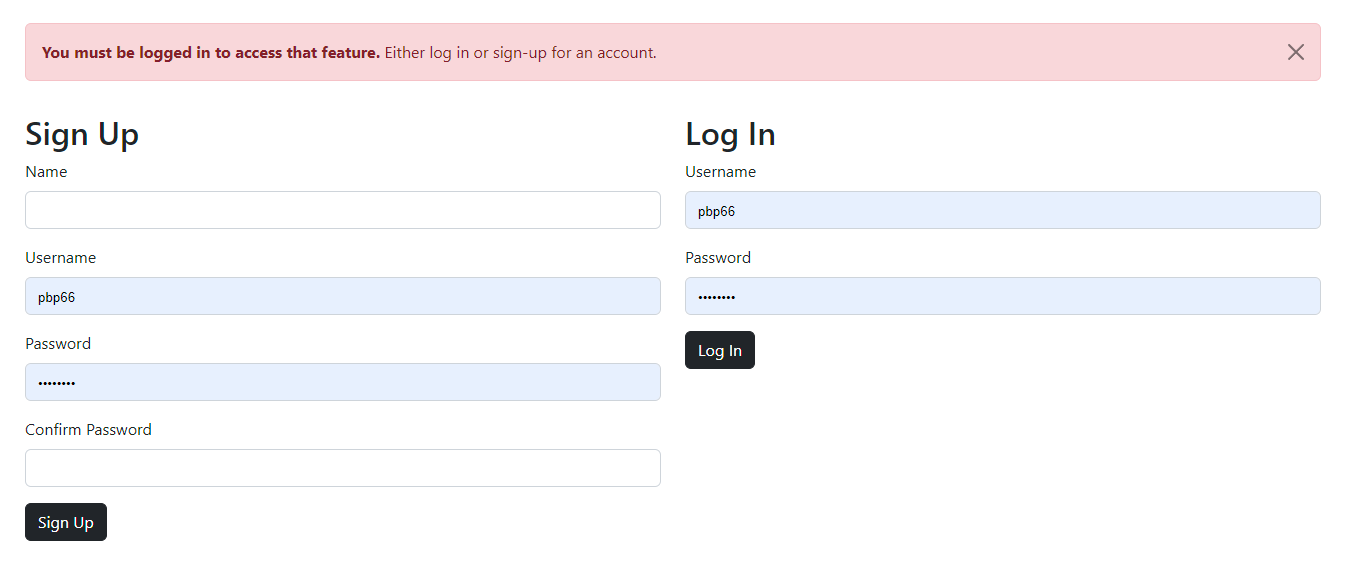 You must be logged in to access that feature. Either log in or sign-up for an account.
Sign Up
Name
Username
pbp66
Password
••••••••
Confirm Password
Sign Up
Log In
Username
pbp66
Password
••••••••
Log In